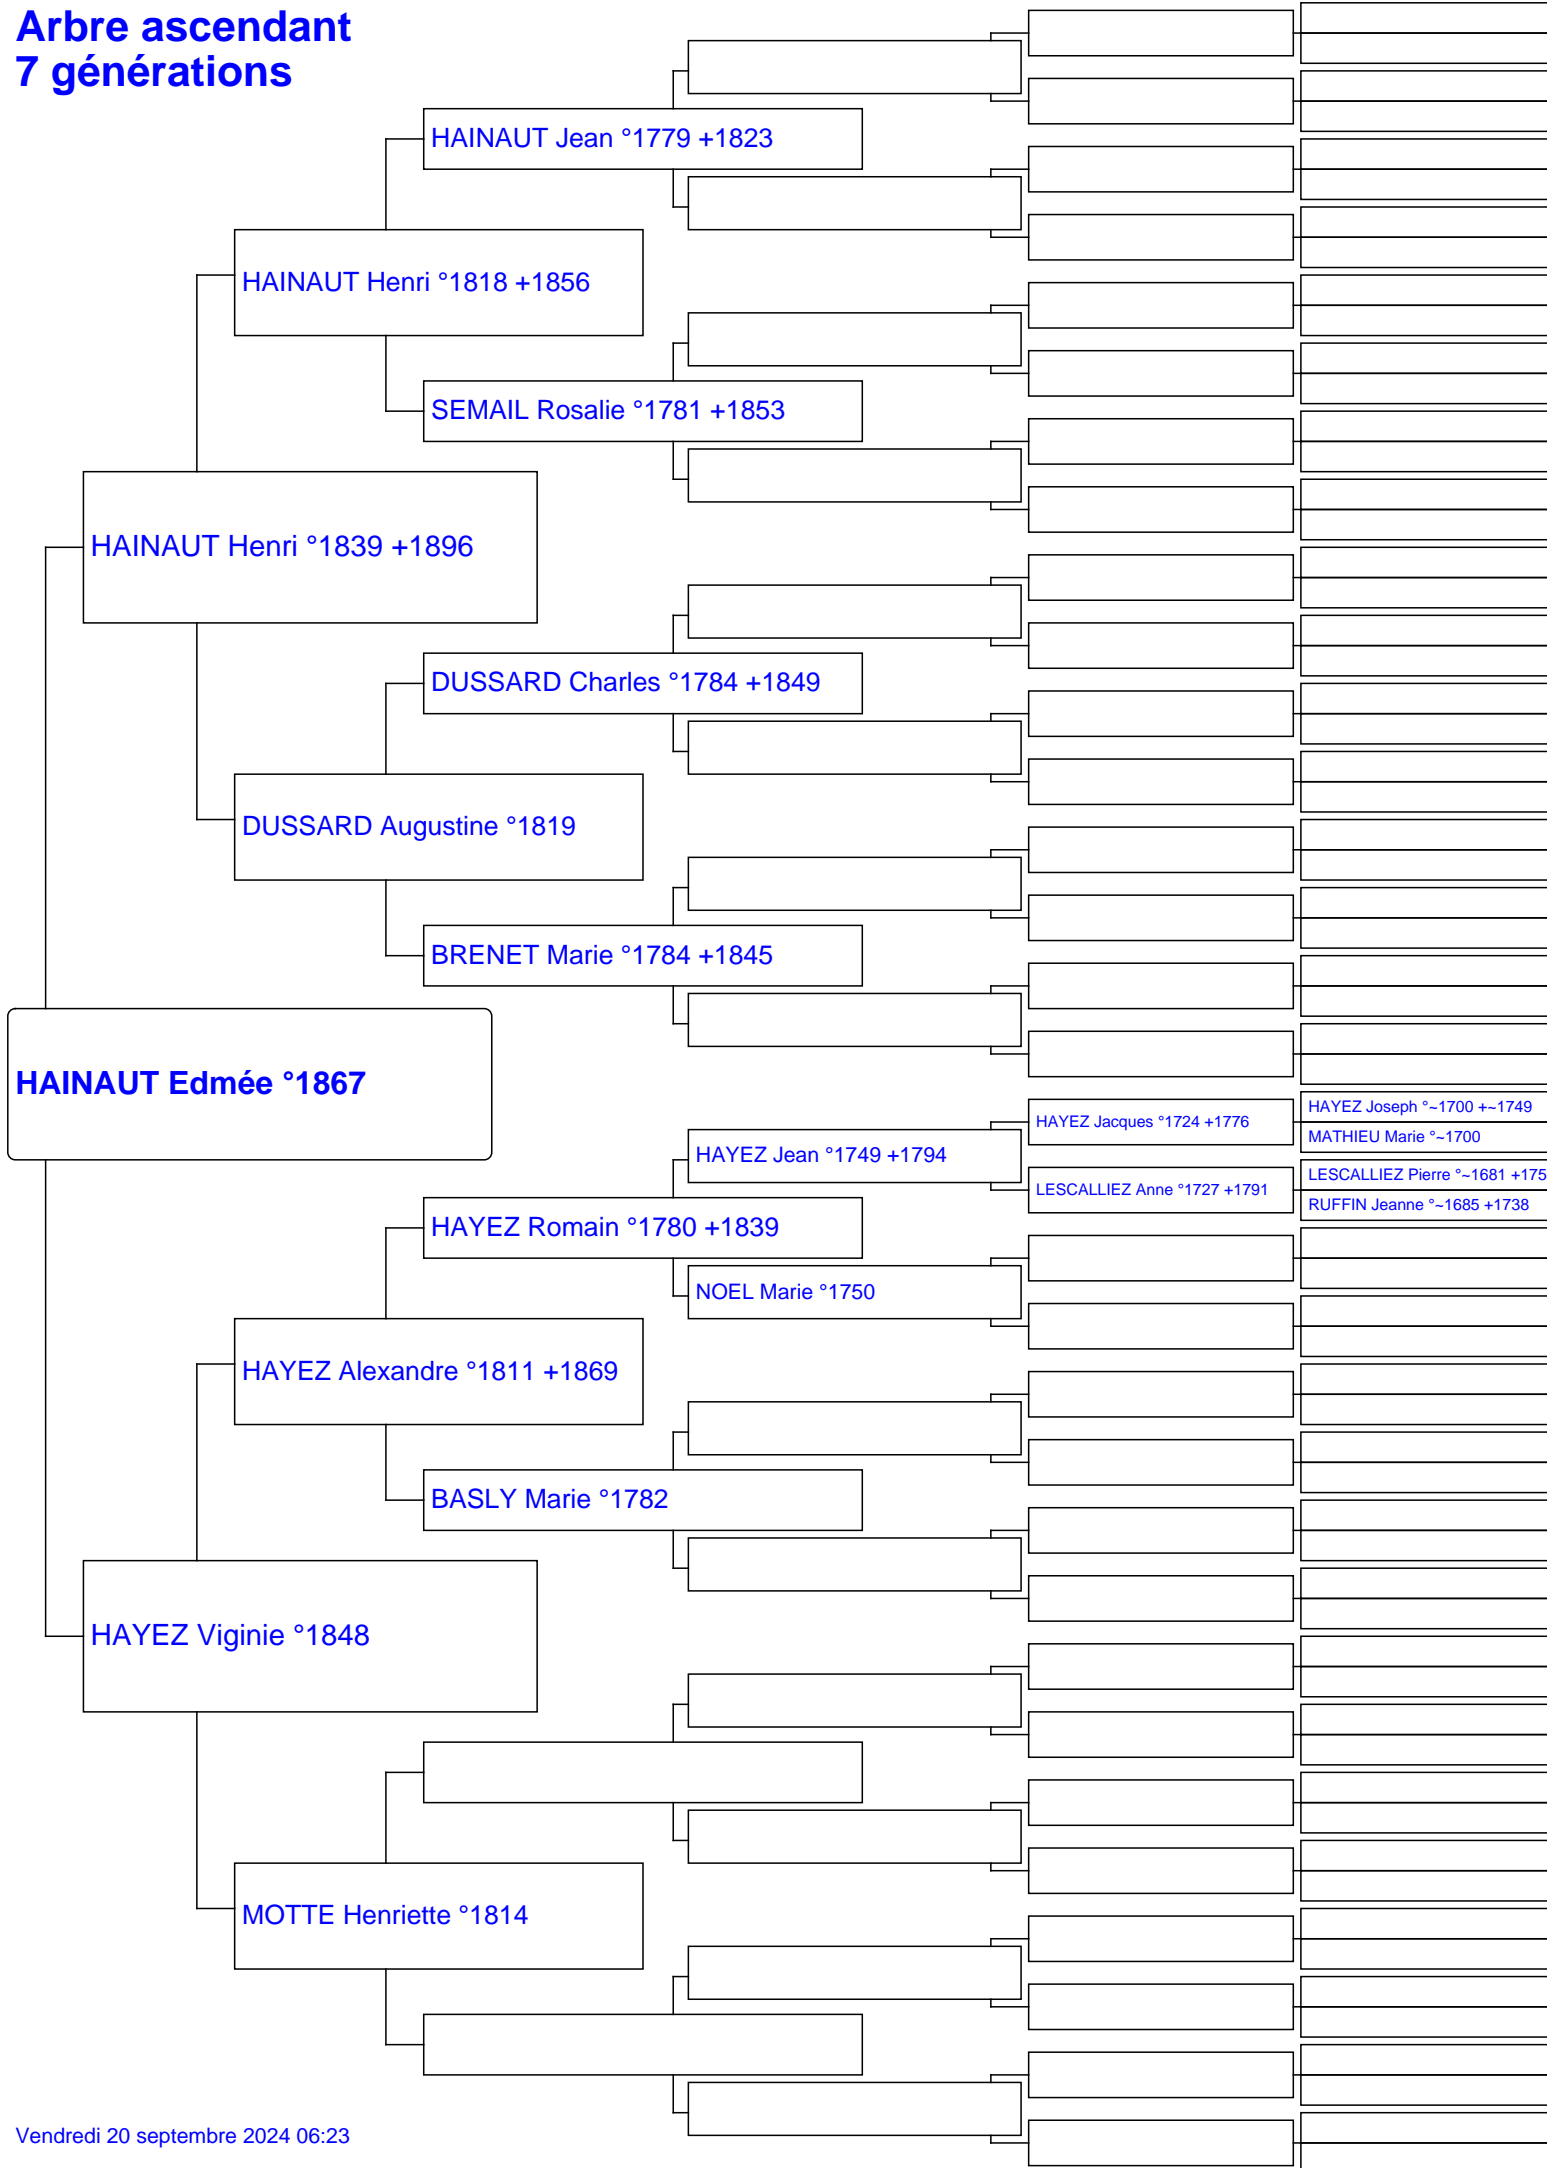 Arbre ascendant
7 générations
HAINAUT Jean °1779 +1823
HAINAUT Henri °1818 +1856
SEMAIL Rosalie °1781 +1853
HAINAUT Henri °1839 +1896
DUSSARD Charles °1784 +1849
DUSSARD Augustine °1819
BRENET Marie °1784 +1845
HAINAUT Edmée °1867
HAYEZ Joseph °~1700 +~1749
HAYEZ Jacques °1724 +1776
MATHIEU Marie °~1700
HAYEZ Jean °1749 +1794
LESCALLIEZ Pierre °~1681 +175
LESCALLIEZ Anne °1727 +1791
RUFFIN Jeanne °~1685 +1738
HAYEZ Romain °1780 +1839
NOEL Marie °1750
HAYEZ Alexandre °1811 +1869
BASLY Marie °1782
HAYEZ Viginie °1848
MOTTE Henriette °1814
Vendredi 20 septembre 2024 06:23